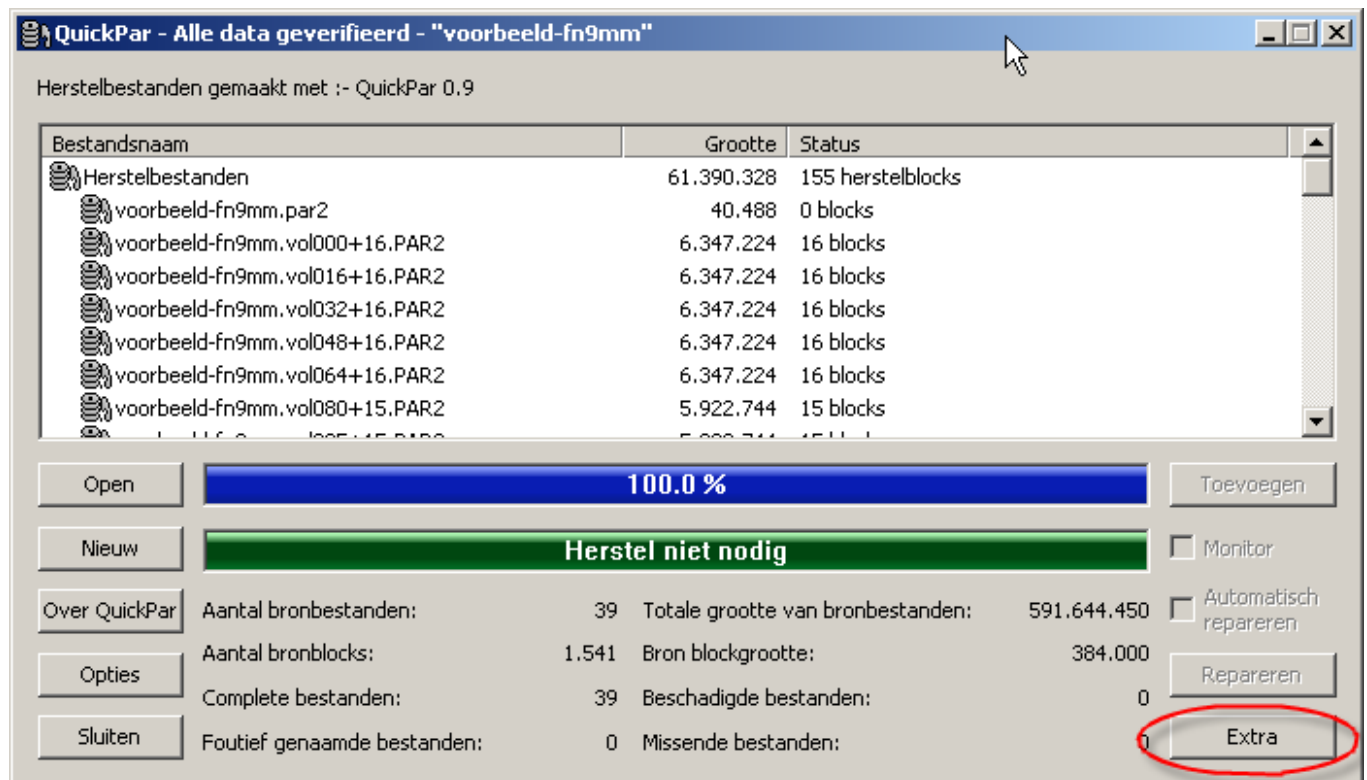 QuickPar - Alle data geverifieerd - "voorbeeld-fn9mm"
Herstelbestanden gemaakt met :- QuickPar 0.9
Bestandsnaam Grootte Status
Herstelbestanden 61.390.328 155 herstelblocks
voorbeeld-fn9mm.par2 40.488 0 blocks
voorbeeld-fn9mm.vol000+16.PAR2 6.347.224 16 blocks
voorbeeld-fn9mm.vol016+16.PAR2 6.347.224 16 blocks
voorbeeld-fn9mm.vol032+16.PAR2 6.347.224 16 blocks
voorbeeld-fn9mm.vol048+16.PAR2 6.347.224 16 blocks
voorbeeld-fn9mm.vol064+16.PAR2 6.347.224 16 blocks
voorbeeld-fn9mm.vol080+15.PAR2 5.922.744 15 blocks
Open 100.0 % Toevoegen
Nieuw Herstel niet nodig Monitor
Over QuickPar Aantal bronbestanden: 39 Totale grootte van bronbestanden: 591.644.450 Automatisch
repareren
Aantal bronblocks: 1.541 Bron blockgrootte: 384.000
Opties Repareren
Complete bestanden: 39 Beschadigde bestanden: 0
Sluiten Foutief genaamde bestanden: 0 Missende bestanden: 0 Extra